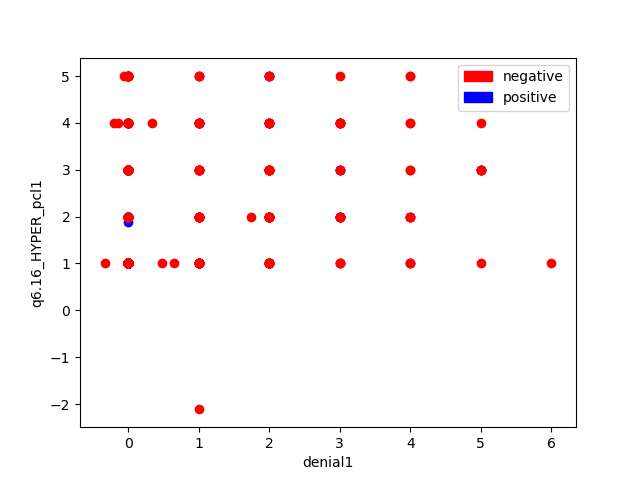 negative
positive
5
4
3
2
1
0
−1
−2
q6.16_HYPER_pcl1
0 1 2 3 4 5 6
denial1